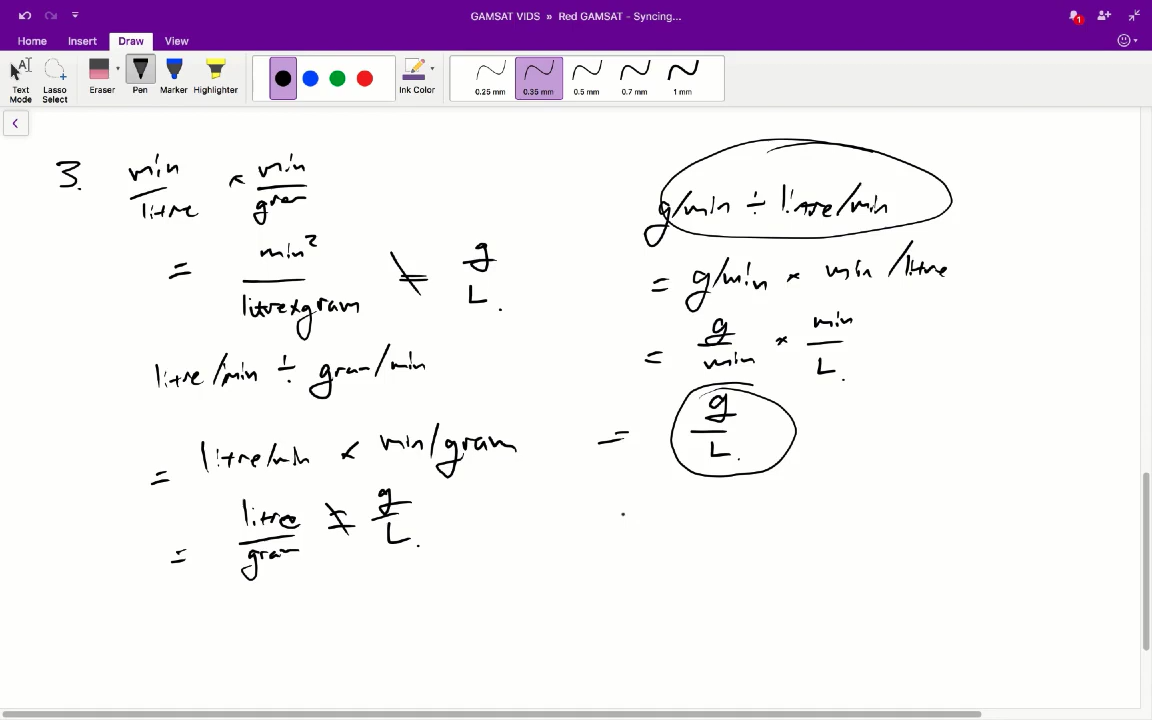 GAMSAT VIDS » Red GAMSAT - Syncing...
1
Home Insert Draw View
Text Mode
Lasso Select
Eraser
Pen
Marker
Highlighter
Ink Color
0.25 mm
0.35 mm
0.5 mm
0.7 mm
1 mm
3. min/litre × min/gram
= min²/litre×gram ≠ g/L.
litre/min ÷ gram/min
= litre/min × min/gram
= litre/gram ≠ g/L.
g/min ÷ litre/min
= g/min × min/litre
= g/min × min/L.
= g/L.